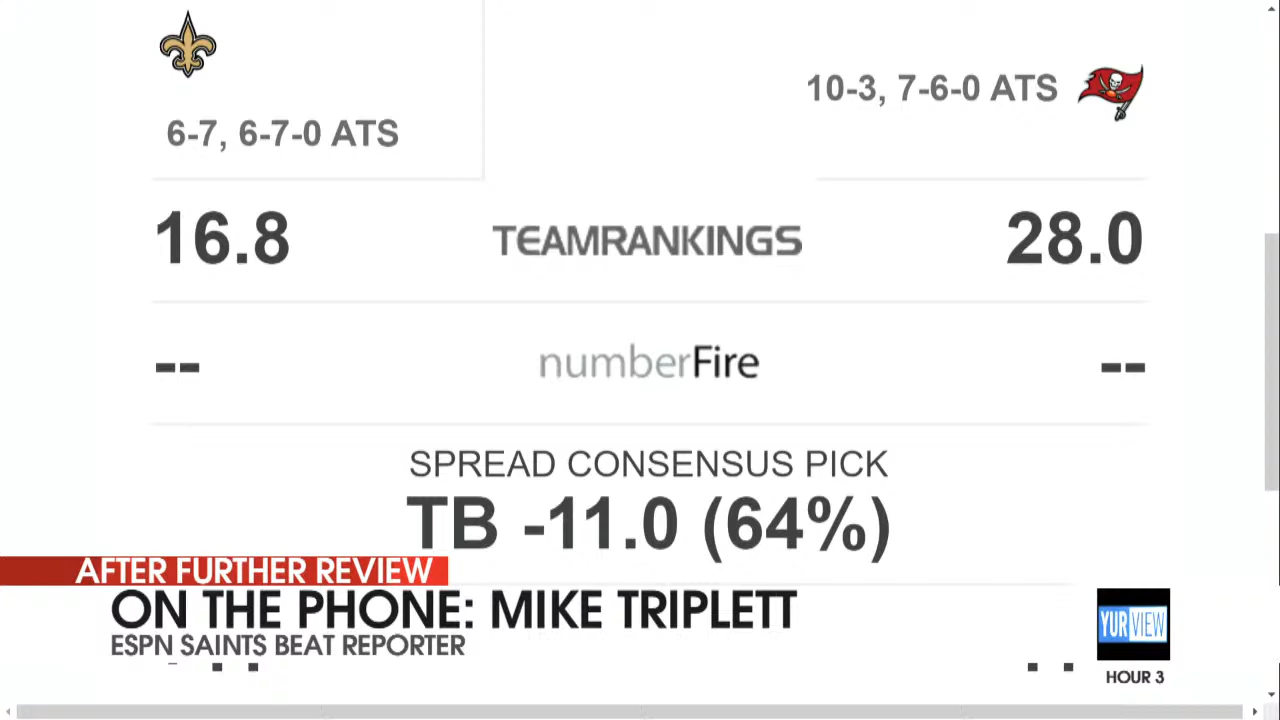 10-3, 7-6-0 ATS
6-7, 6-7-0 ATS
16.8 TEAMRANKINGS 28.0
-- numberFire --
SPREAD CONSENSUS PICK
TB -11.0 (64%)
AFTER FURTHER REVIEW
ON THE PHONE: MIKE TRIPLETT
ESPN SAINTS BEAT REPORTER
YUR VIEW
HOUR 3